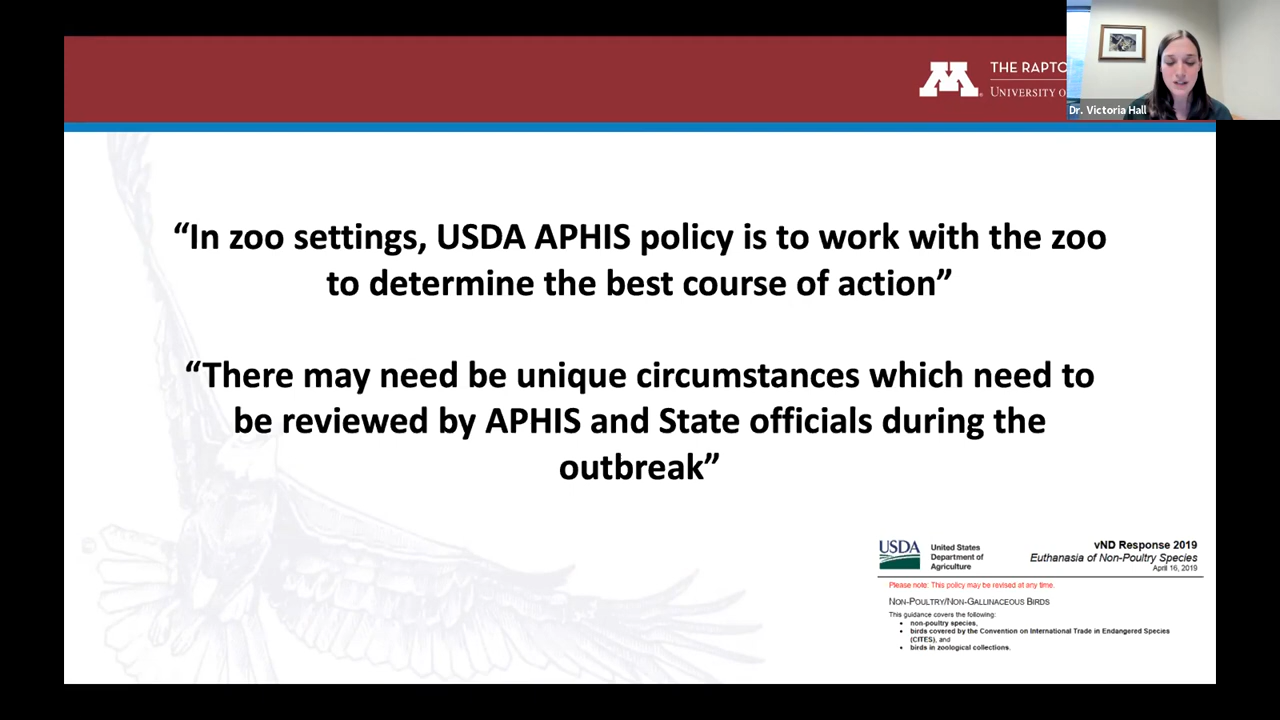 THE RAPTO
UNIVERSITY O
Dr. Victoria Hall
“In zoo settings, USDA APHIS policy is to work with the zoo
to determine the best course of action”
“There may need be unique circumstances which need to
be reviewed by APHIS and State officials during the
outbreak”
USDA
United States
Department of
Agriculture
vND Response 2019
Euthanasia of Non-Poultry Species
April 16, 2019
Please note: This policy may be revised at any time.
NON-POULTRY/NON-GALLINACEOUS BIRDS
This guidance covers the following:
• non-poultry species,
• birds covered by the Convention on International Trade in Endangered Species
(CITES), and
• birds in zoological collections.